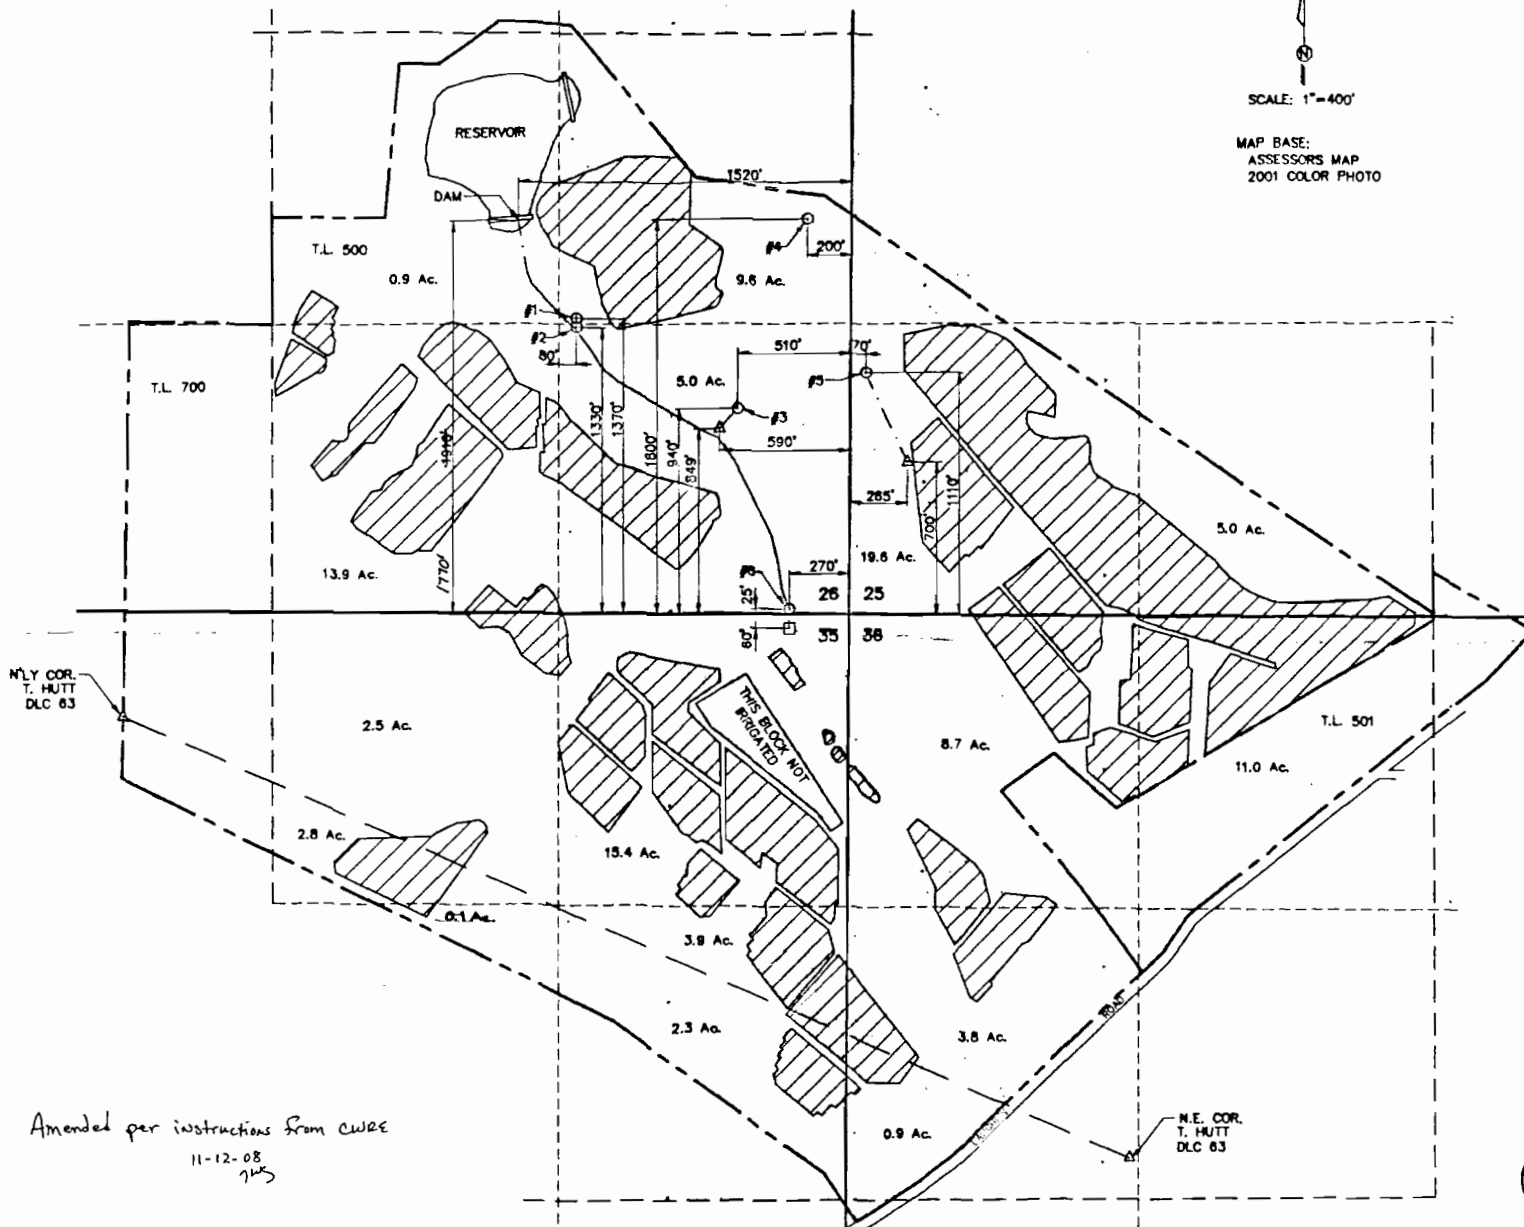 N
SCALE: 1"=400'
MAP BASE:
ASSESSORS MAP
2001 COLOR PHOTO
RESERVOIR
DAM
1520'
T.L. 500
#4
200'
0.9 Ac.
9.6 Ac.
#1
#2
80'
510'
70'
T.L. 700
5.0 Ac.
#5
#3
1330'
1370'
1800'
940'
849'
590'
1910'
1110'
265'
700'
5.0 Ac.
19.6 Ac.
13.9 Ac.
1770'
270'
#6
25'
26 25
60'
35 36
N'LY COR.
T. HUTT
DLC 63
THIS BLOCK NOT
IRRIGATED
2.5 Ac.
8.7 Ac.
T.L. 501
11.0 Ac.
2.8 Ac.
15.4 Ac.
0.1 Ac.
3.9 Ac.
2.3 Ac.
ROAD
3.8 Ac.
0.9 Ac.
N.E. COR.
T. HUTT
DLC 63
Amended per instructions from CWRE
11-12-08